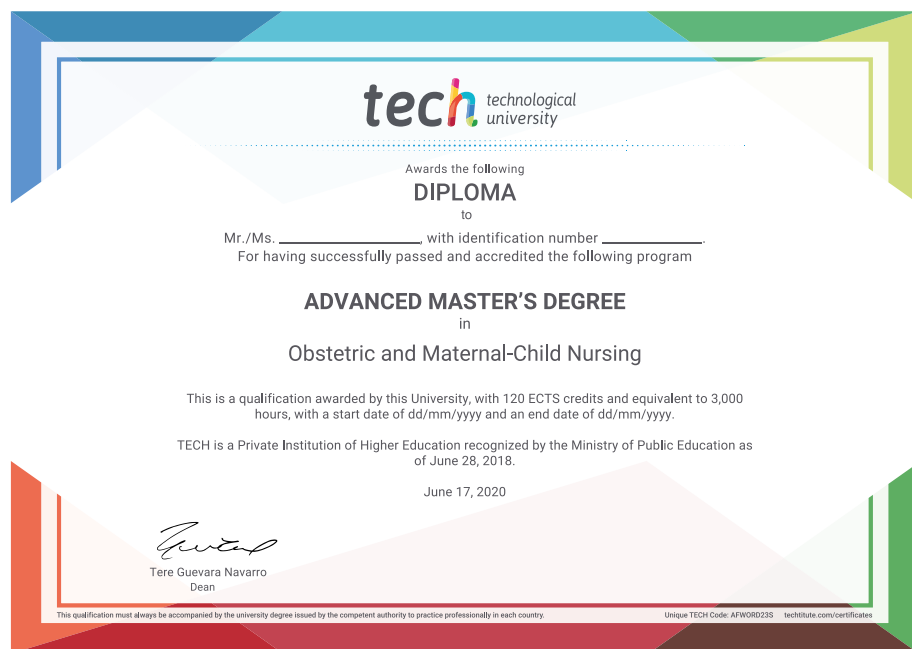 tech technological
university
Awards the following
DIPLOMA
to
Mr./Ms. ____________________, with identification number ______________.
For having successfully passed and accredited the following program
ADVANCED MASTER'S DEGREE
in
Obstetric and Maternal-Child Nursing
This is a qualification awarded by this University, with 120 ECTS credits and equivalent to 3,000
hours, with a start date of dd/mm/yyyy and an end date of dd/mm/yyyy.
TECH is a Private Institution of Higher Education recognized by the Ministry of Public Education as
of June 28, 2018.
June 17, 2020
Tere Guevara Navarro
Dean
This qualification must always be accompanied by the university degree issued by the competent authority to practice professionally in each country. Unique TECH Code: AFWORD23S techtitute.com/certificates